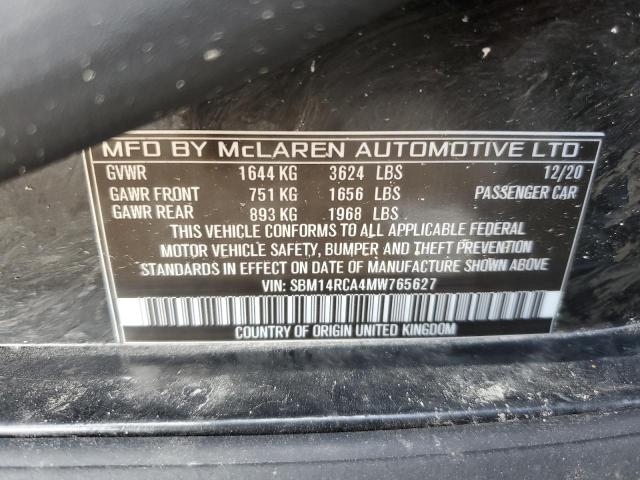 MFD BY McLAREN AUTOMOTIVE LTD
GVWR 1644 KG 3624 LBS 12/20
GAWR FRONT 751 KG 1656 LBS PASSENGER CAR
GAWR REAR 893 KG 1968 LBS
THIS VEHICLE CONFORMS TO ALL APPLICABLE FEDERAL
MOTOR VEHICLE SAFETY, BUMPER AND THEFT PREVENTION
STANDARDS IN EFFECT ON DATE OF MANUFACTURE SHOWN ABOVE
VIN: SBM14RCA4MW765627
COUNTRY OF ORIGIN UNITED KINGDOM